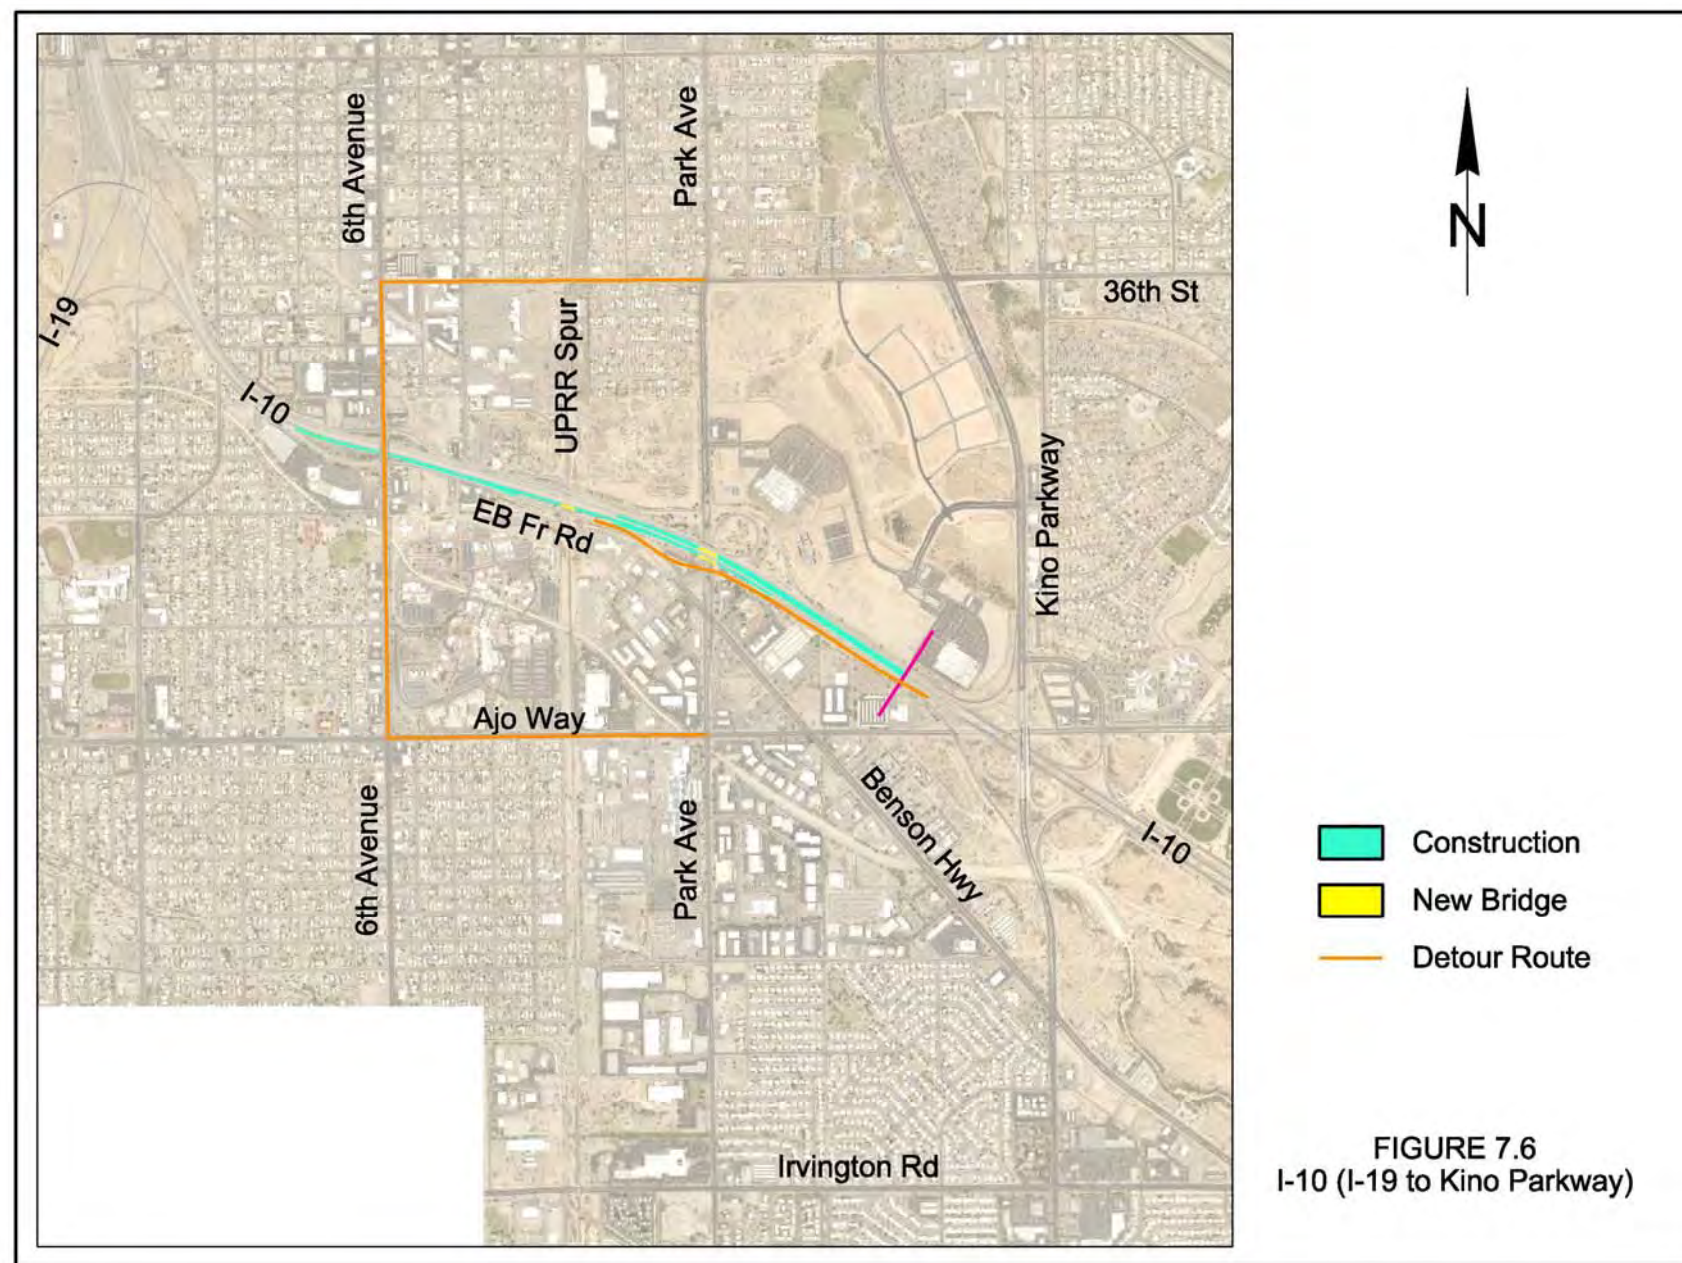 6th Avenue
Park Ave
N
36th St
I-19
UPRR Spur
I-10
EB Fr Rd
Kino Parkway
Ajo Way
Benson Hwy
I-10
6th Avenue
Park Ave
Construction
New Bridge
Detour Route
Irvington Rd
FIGURE 7.6
I-10 (I-19 to Kino Parkway)